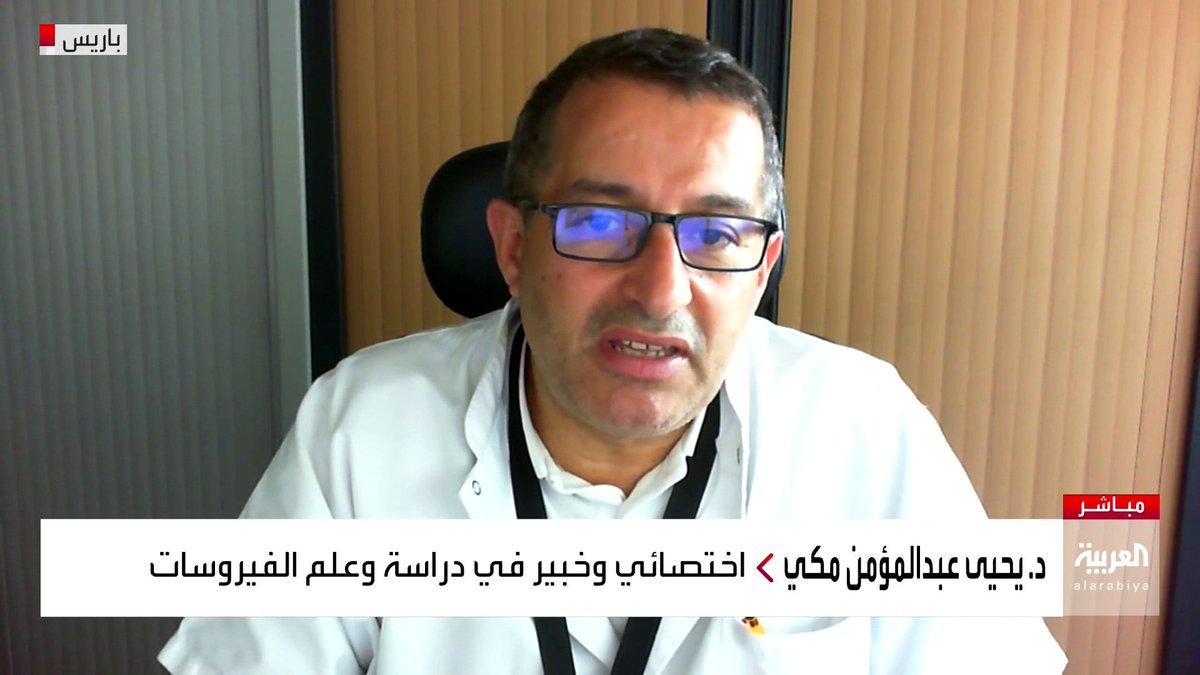 باريس
مباشر
العربية
alarabiya
د. يحيى عبدالمؤمن مكي > اختصائي وخبير في دراسة وعلم الفيروسات